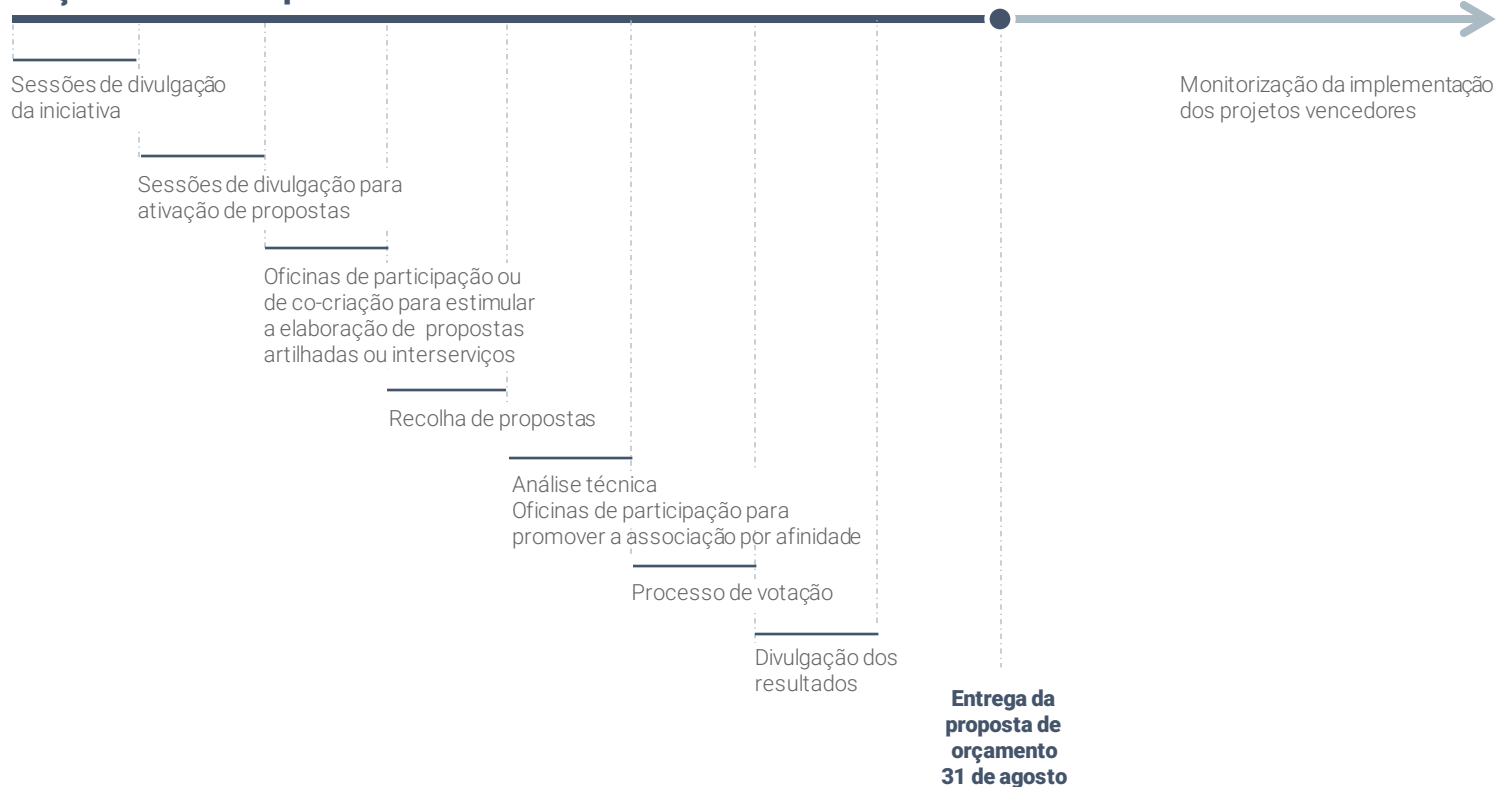 Sessões de divulgação
da iniciativa
Monitorização da implementação
dos projetos vencedores
Sessões de divulgação para
ativação de propostas
Oficinas de participação ou
de co-criação para estimular
a elaboração de propostas
artilhadas ou interserviços
Recolha de propostas
Análise técnica
Oficinas de participação para
promover a associação por afinidade
Processo de votação
Divulgação dos
resultados
Entrega da
proposta de
orçamento
31 de agosto